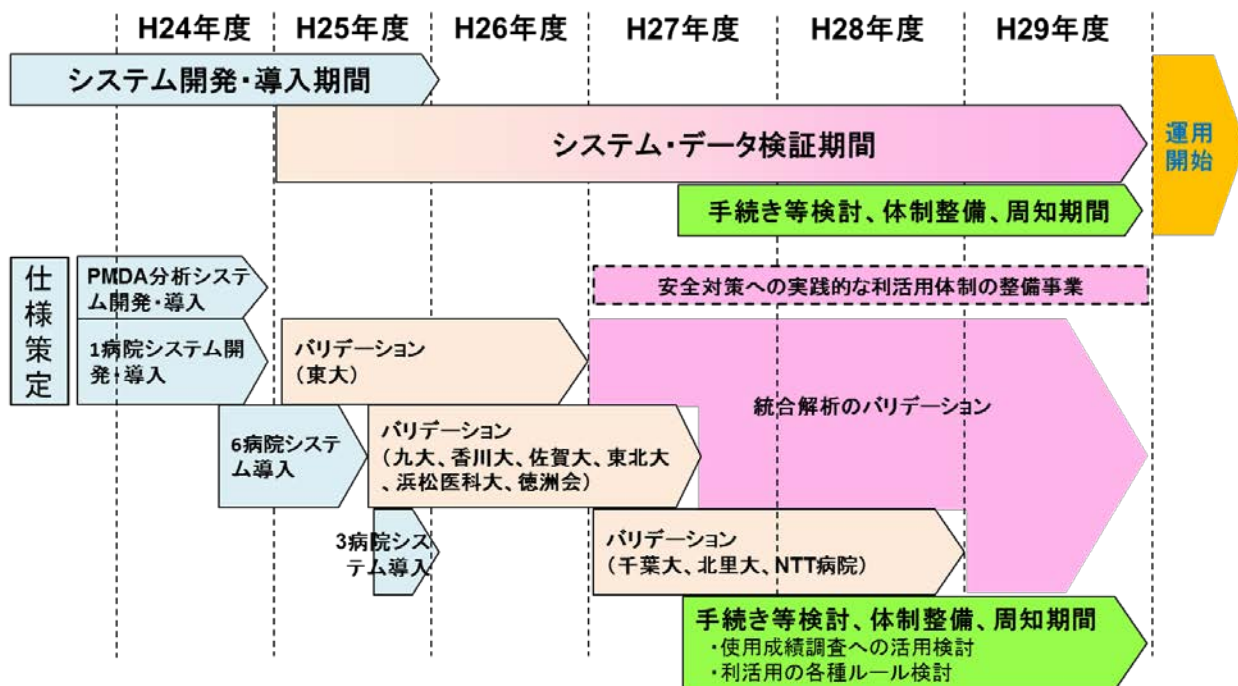 H24年度 H25年度 H26年度 H27年度 H28年度 H29年度
システム開発・導入期間
システム・データ検証期間
運用
開始
手続き等検討、体制整備、周知期間
仕
様
策
定
PMDA分析システ
ム開発・導入
安全対策への実践的な利活用体制の整備事業
1病院システム開
発・導入
バリデーション
（東大）
統合解析のバリデーション
6病院システ
ム導入
バリデーション
（九大、香川大、佐賀大、東北大
、浜松医科大、徳洲会）
3病院シス
テム導入
バリデーション
（千葉大、北里大、NTT病院）
手続き等検討、体制整備、周知期間
・使用成績調査への活用検討
・利活用の各種ルール検討